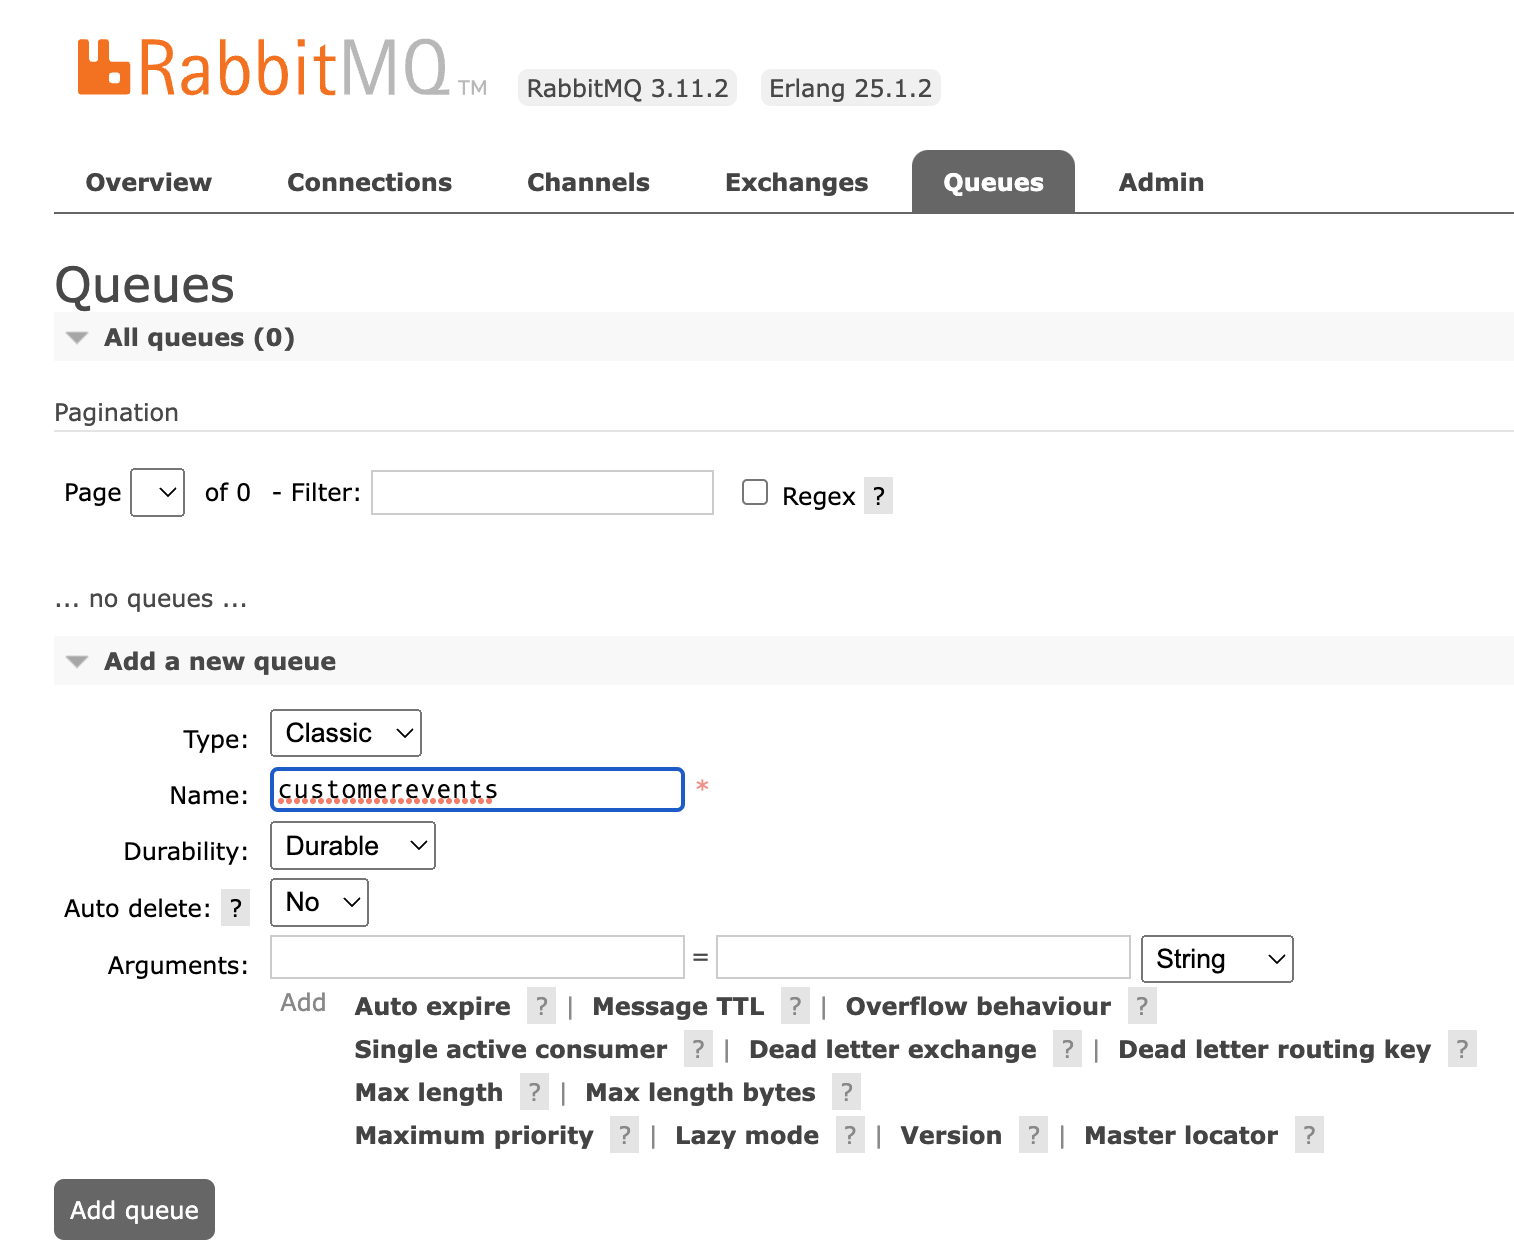 RabbitMQ TM RabbitMQ 3.11.2 Erlang 25.1.2
Overview Connections Channels Exchanges Queues Admin
Queues
All queues (0)
Pagination
Page of 0 - Filter: Regex ?
... no queues ...
Add a new queue
Type: Classic
Name: customerevents *
Durability: Durable
Auto delete: ? No
Arguments: = String
Add Auto expire ? | Message TTL ? | Overflow behaviour ?
Single active consumer ? | Dead letter exchange ? | Dead letter routing key ?
Max length ? | Max length bytes ?
Maximum priority ? | Lazy mode ? | Version ? | Master locator ?
Add queue